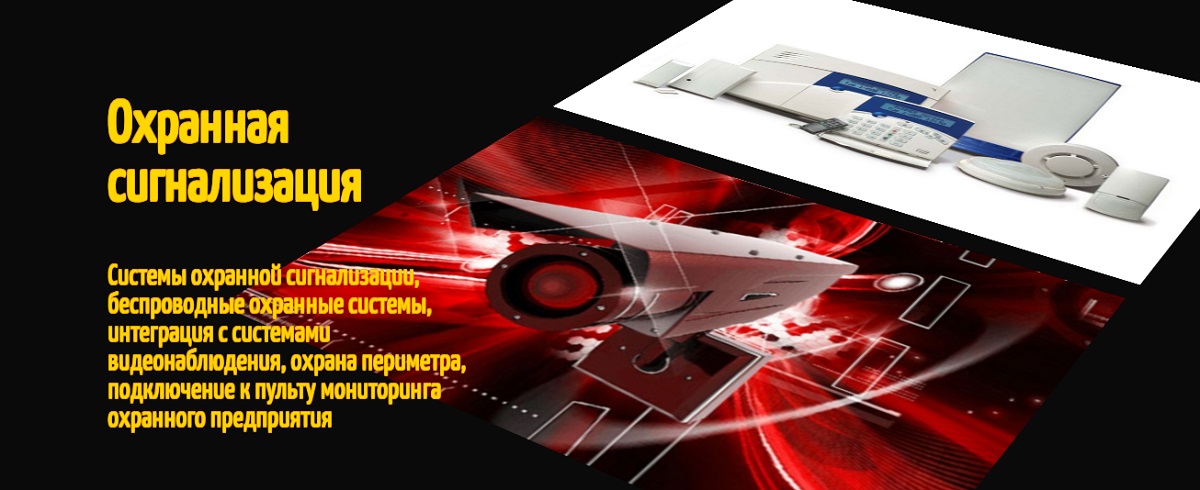 Охранная
сигнализация
Системы охранной сигнализации,
беспроводные охранные системы,
интеграция с системами
видеонаблюдения, охрана периметра,
подключение к пульту мониторинга
охранного предприятия